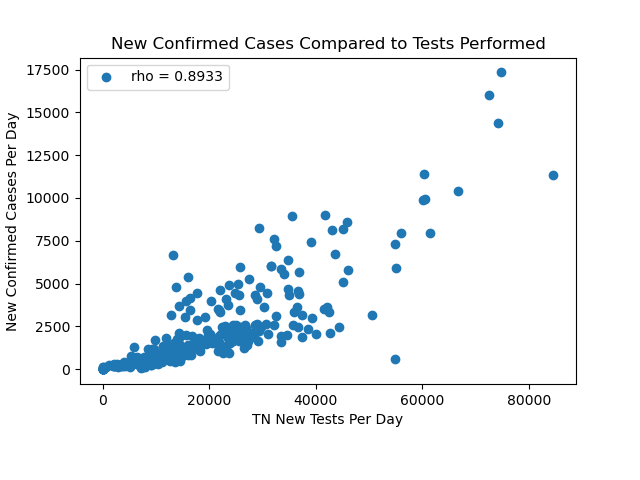 New Confirmed Cases Compared to Tests Performed
rho = 0.8933
17500
15000
12500
10000
7500
5000
2500
0
New Confirmed Caeses Per Day
0 20000 40000 60000 80000
TN New Tests Per Day